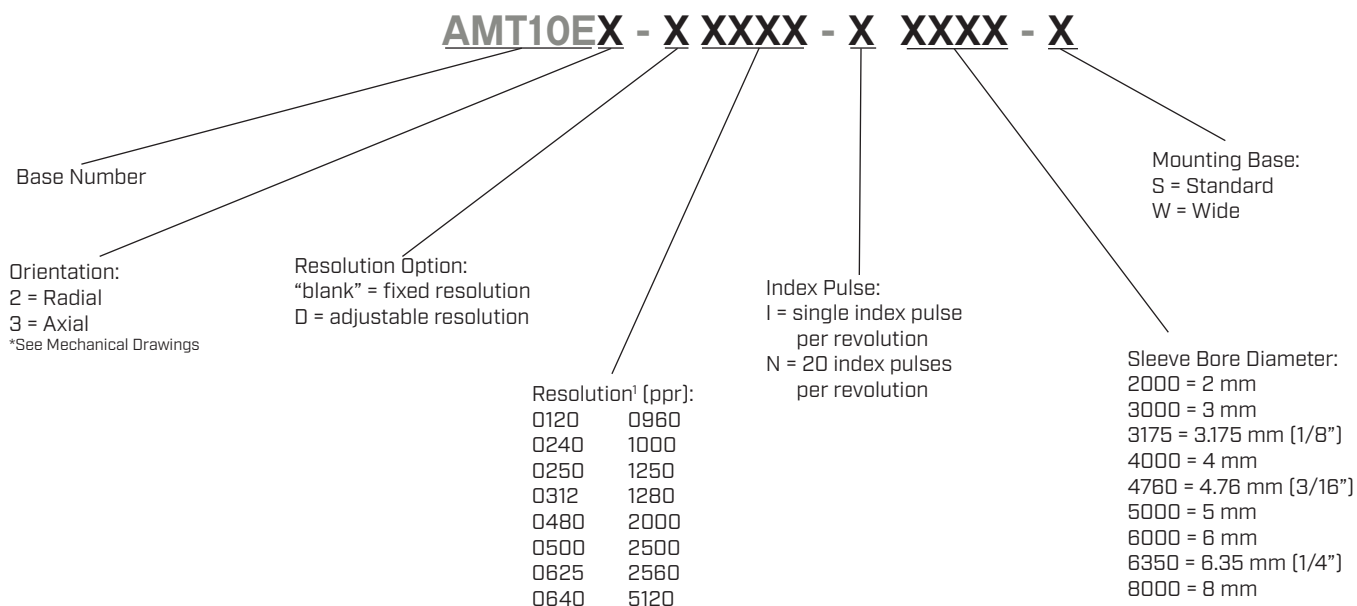 AMT10EX - X XXXX - X XXXX - X
Base Number
Orientation:
2 = Radial
3 = Axial
*See Mechanical Drawings
Resolution Option:
“blank” = fixed resolution
D = adjustable resolution
Resolution¹ (ppr):
0120 0960
0240 1000
0250 1250
0312 1280
0480 2000
0500 2500
0625 2560
0640 5120
Index Pulse:
I = single index pulse
per revolution
N = 20 index pulses
per revolution
Sleeve Bore Diameter:
2000 = 2 mm
3000 = 3 mm
3175 = 3.175 mm (1/8”)
4000 = 4 mm
4760 = 4.76 mm (3/16”)
5000 = 5 mm
6000 = 6 mm
6350 = 6.35 mm (1/4”)
8000 = 8 mm
Mounting Base:
S = Standard
W = Wide